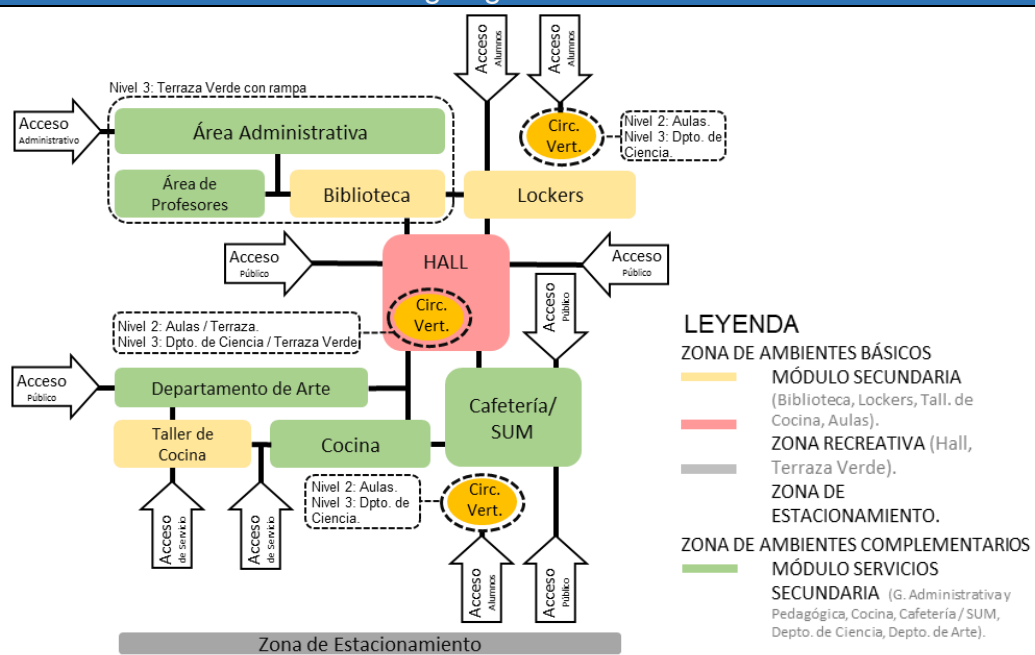 Acceso
Alumnos
Acceso
Alumnos
Nivel 3: Terraza Verde con rampa
Acceso
Administrativo
Área Administrativa
Circ.
Vert.
Nivel 2: Aulas.
Nivel 3: Dpto. de
Ciencia.
Área de
Profesores
Biblioteca
Lockers
Acceso
Público
HALL
Acceso
Público
Acceso
Público
Circ.
Vert.
Nivel 2: Aulas / Terraza.
Nivel 3: Dpto. de Ciencia / Terraza Verde
Acceso
Público
Departamento de Arte
Cafetería/
SUM
Taller de
Cocina
Cocina
Nivel 2: Aulas.
Nivel 3: Dpto. de
Ciencia.
Circ.
Vert.
Acceso
de Servicio
Acceso
de Servicio
Acceso
Alumnos
Acceso
Público
Zona de Estacionamiento
LEYENDA
ZONA DE AMBIENTES BÁSICOS
MÓDULO SECUNDARIA
(Biblioteca, Lockers, Tall. de
Cocina, Aulas).
ZONA RECREATIVA (Hall,
Terraza Verde).
ZONA DE
ESTACIONAMIENTO.
ZONA DE AMBIENTES COMPLEMENTARIOS
MÓDULO SERVICIOS
SECUNDARIA (G. Administrativa y
Pedagógica, Cocina, Cafetería / SUM,
Depto. de Ciencia, Depto. de Arte).